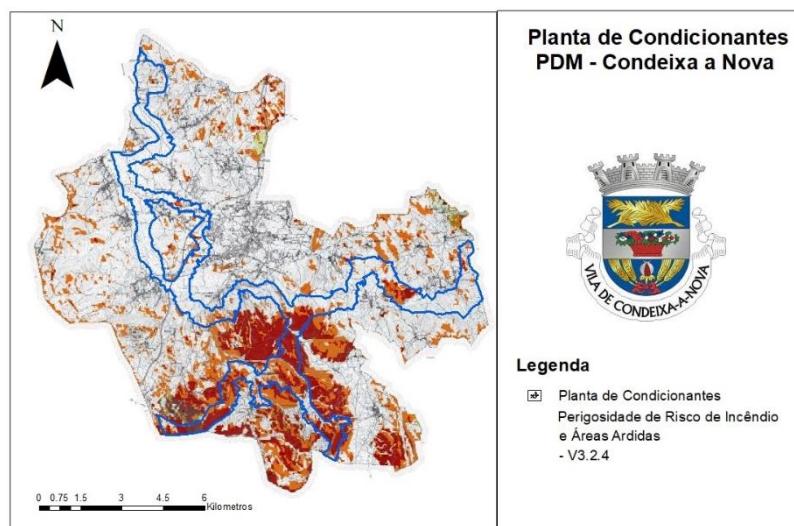 N
0 0.75 1.5 3 4.5 6
Kilometros
Planta de Condicionantes
PDM - Condeixa a Nova
VILA DE CONDEIXA-A-NOVA
Legenda
Planta de Condicionantes
Perigosidade de Risco de Incêndio
e Áreas Ardidas
- V3.2.4